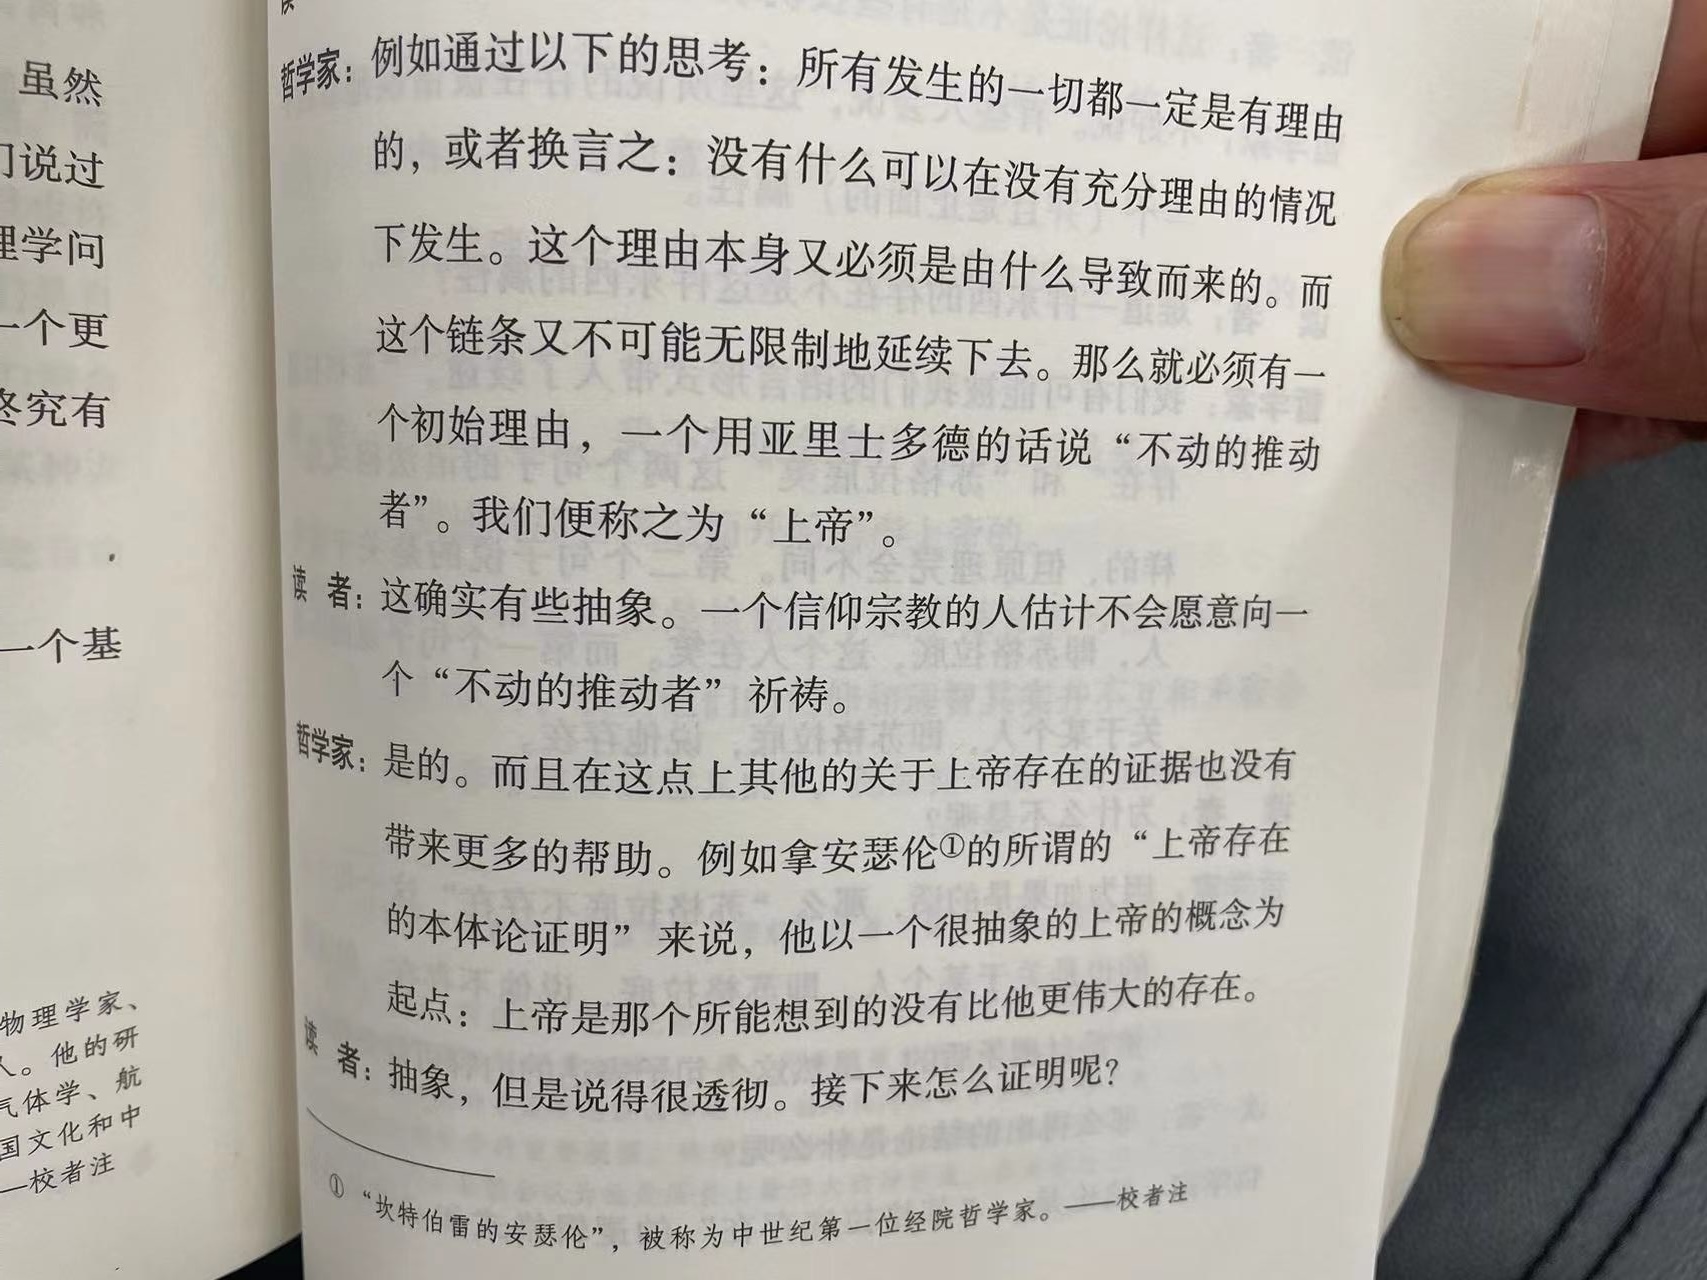 虽然
们说过
理学问
一个更
终究有
一个基
物理学家、
人。他的研
气体学、航
国文化和中
——校者注
哲学家：例如通过以下的思考：所有发生的一切都一定是有理由
的，或者换言之：没有什么可以在没有充分理由的情况
下发生。这个理由本身又必须是由什么导致而来的。而
这个链条又不可能无限制地延续下去。那么就必须有一
个初始理由，一个用亚里士多德的话说“不动的推动
者”。我们便称之为“上帝”。
读 者：这确实有些抽象。一个信仰宗教的人估计不会愿意向一
个“不动的推动者”祈祷。
哲学家：是的。而且在这点上其他的关于上帝存在的证据也没有
带来更多的帮助。例如拿安瑟伦①的所谓的“上帝存在
的本体论证明”来说，他以一个很抽象的上帝的概念为
起点：上帝是那个所能想到的没有比他更伟大的存在。
读 者：抽象，但是说得很透彻。接下来怎么证明呢？
①“坎特伯雷的安瑟伦”，被称为中世纪第一位经院哲学家。——校者注